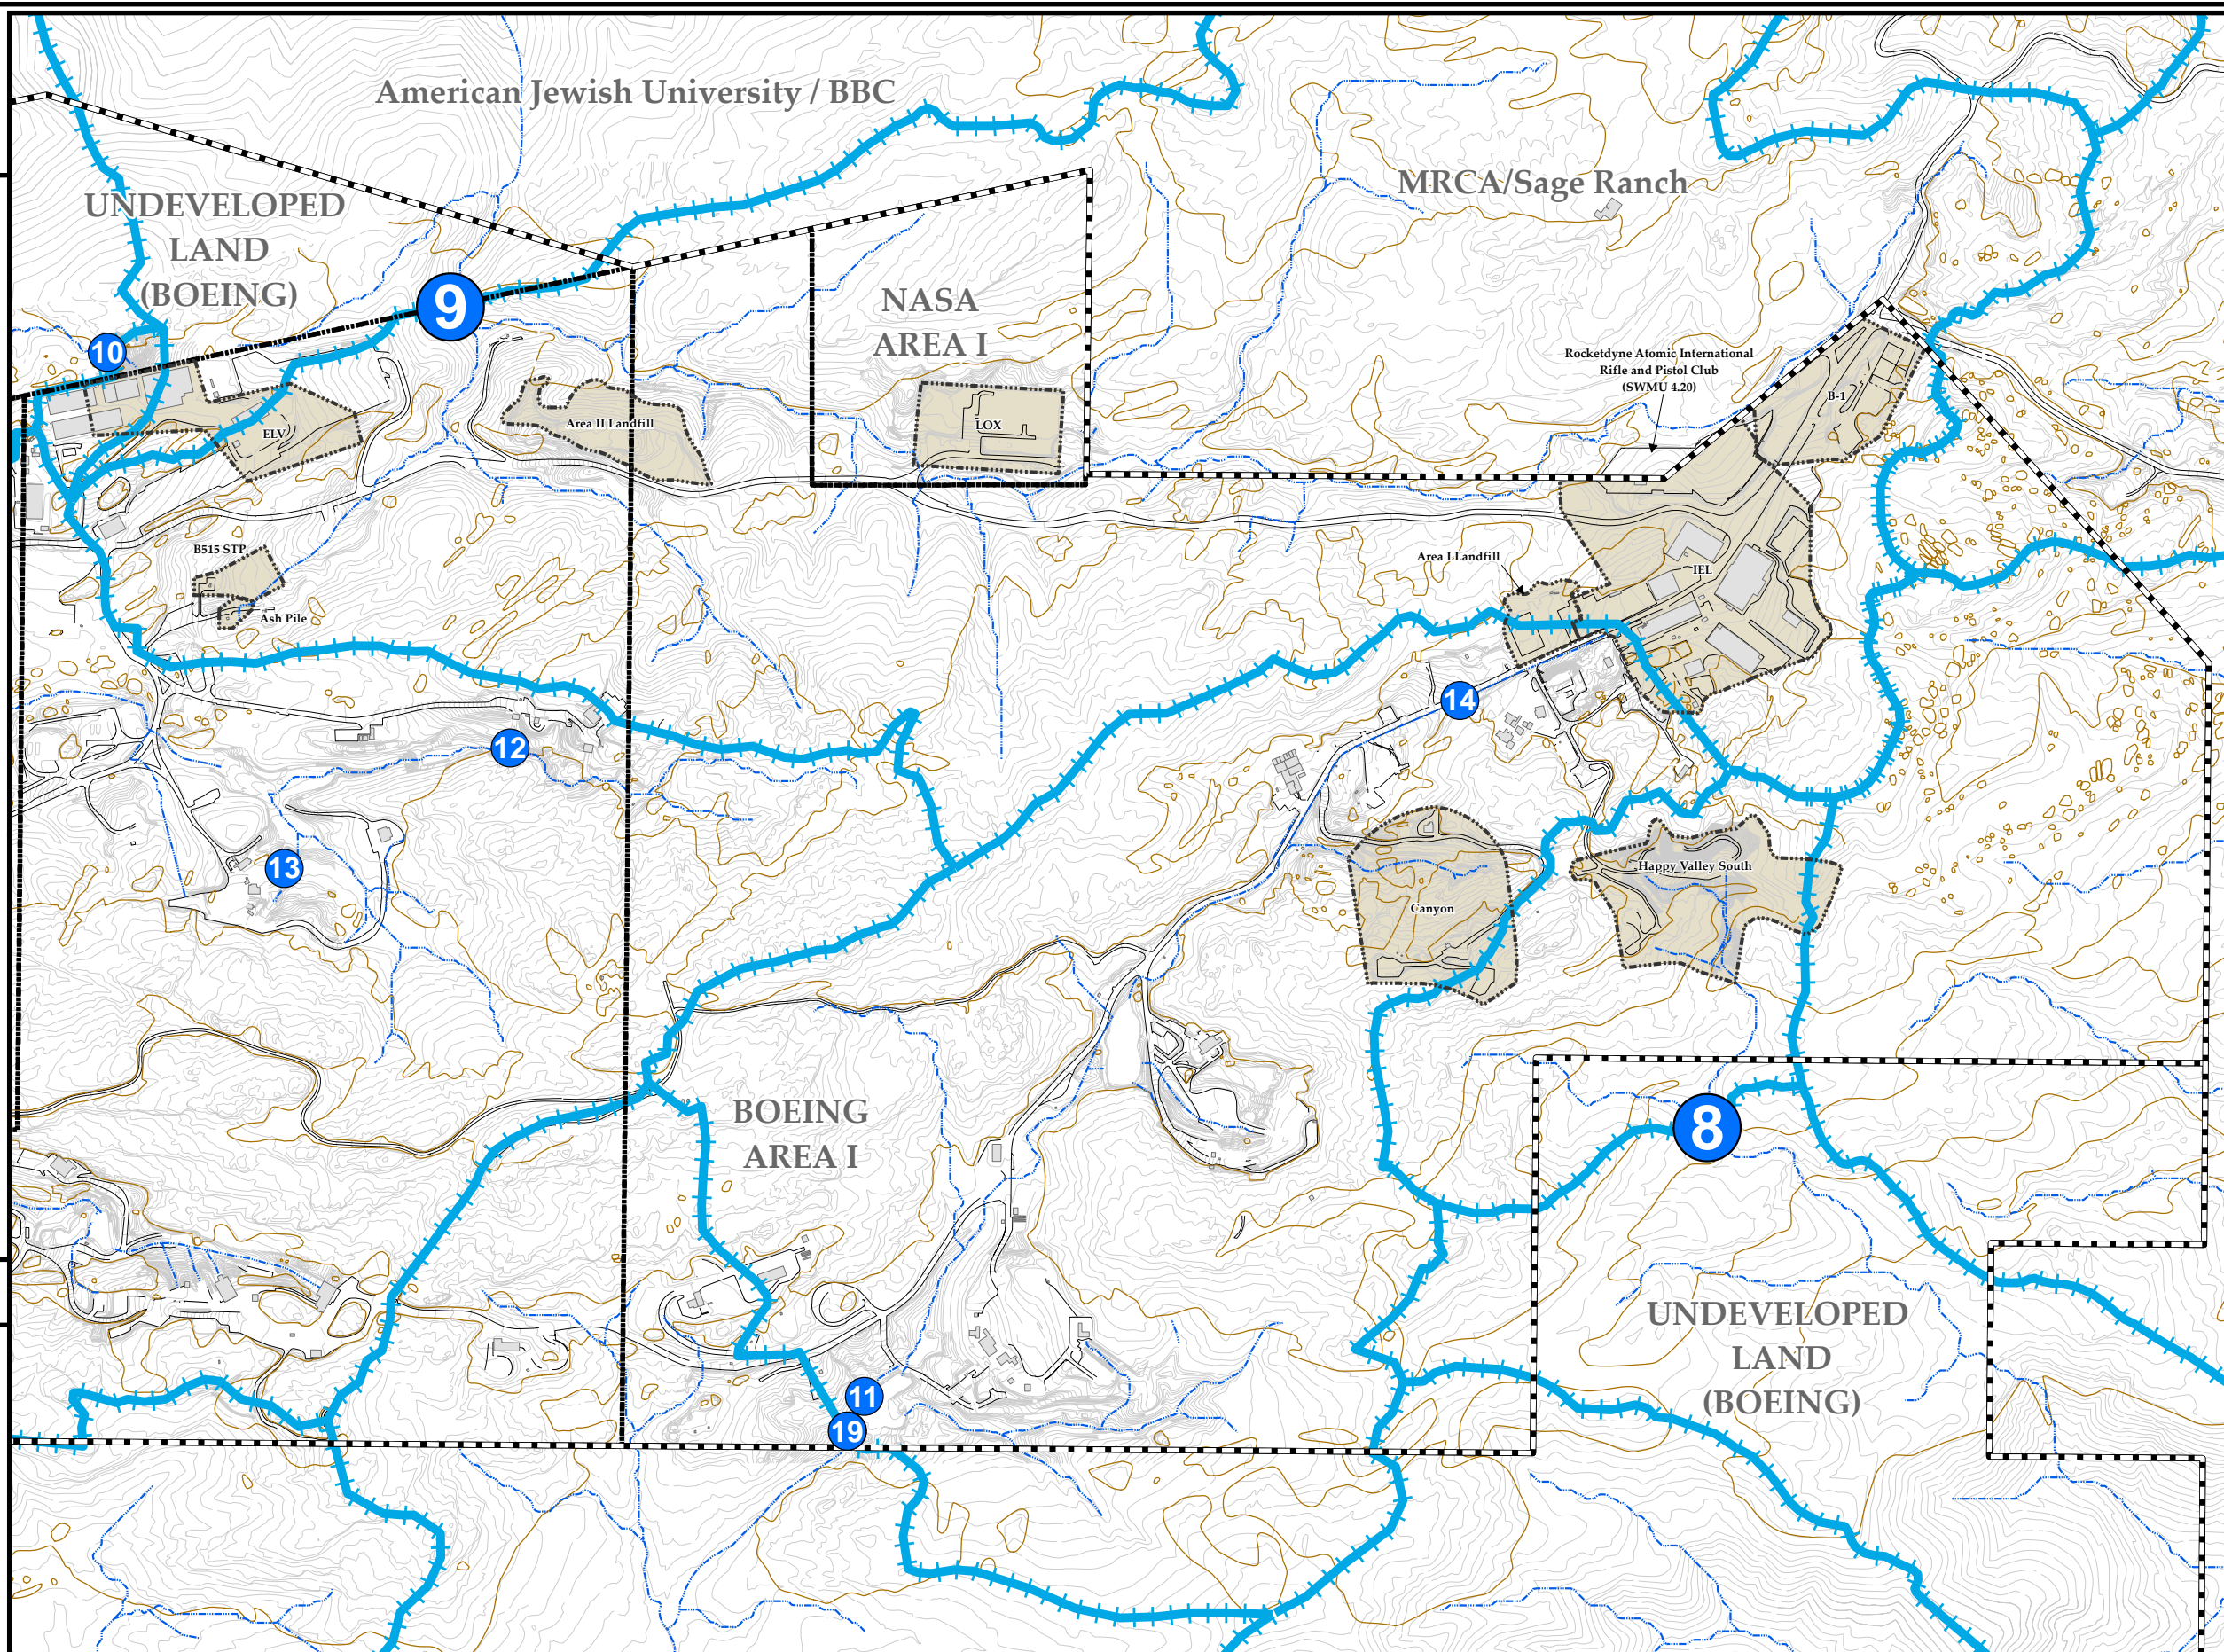 American Jewish University / BBC
MRCA/Sage Ranch
UNDEVELOPED
LAND
(BOEING)
9
NASA
AREA I
10
Rocketdyne Atomic International
Rifle and Pistol Club
(SWMU 4.20)
B-1
ELV
Area II Landfill
LOX
B515 STP
Area I Landfill
IEL
Ash Pile
14
12
13
Happy Valley South
Canyon
BOEING
AREA I
8
UNDEVELOPED
LAND
(BOEING)
11
19